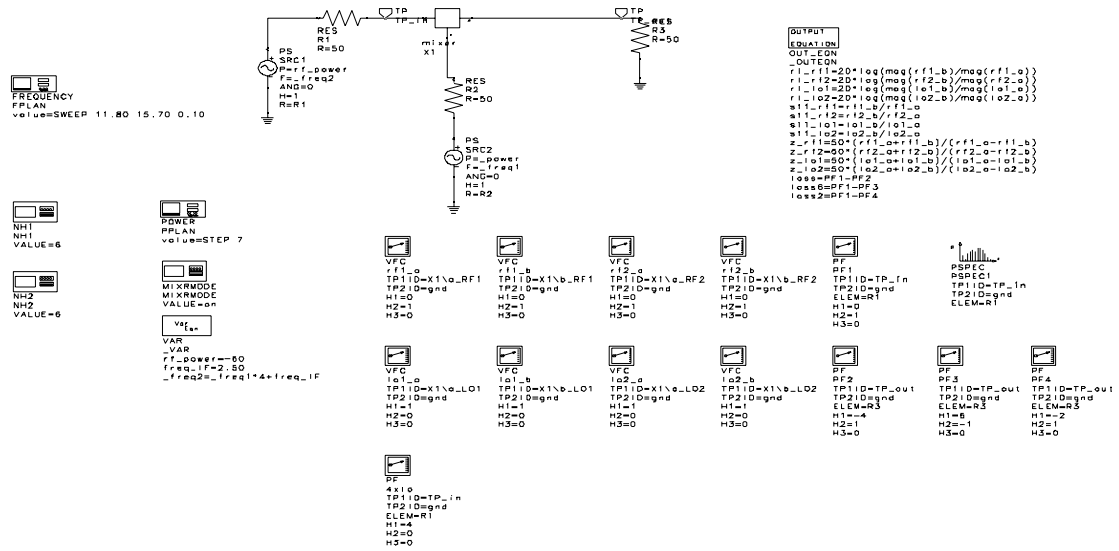 TP
TP_IN
RES
R1
R=50
mixer
X1
TP
TP_
RES
R3
R=50
PS
SRC1
P=rf_power
F=_freq2
ANG=0
H=1
R=R1
RES
R2
R=50
PS
SRC2
P=_power
F=_freq1
ANG=0
H=1
R=R2
OUTPUT
EQUATION
OUT_EQN
_OUTEQN
rl_rf1=20*log(mag(rf1_b)/mag(rf1_a))
rl_rf2=20*log(mag(rf2_b)/mag(rf2_a))
rl_lo1=20*log(mag(lo1_b)/mag(lo1_a))
rl_lo2=20*log(mag(lo2_b)/mag(lo2_a))
s11_rf1=rf1_b/rf1_a
s11_rf2=rf2_b/rf2_a
s11_lo1=lo1_b/lo1_a
s11_lo2=lo2_b/lo2_a
z_rf1=50*(rf1_a+rf1_b)/(rf1_a-rf1_b)
z_rf2=50*(rf2_a+rf2_b)/(rf2_a-rf2_b)
z_lo1=50*(lo1_a+lo1_b)/(lo1_a-lo1_b)
z_lo2=50*(lo2_a+lo2_b)/(lo2_a-lo2_b)
loss=PF1-PF2
loss6=PF1-PF3
loss2=PF1-PF4
FREQUENCY
FPLAN
value=SWEEP 11.80 15.70 0.10
NH1
NH1
VALUE=6
POWER
PPLAN
value=STEP 7
NH2
NH2
VALUE=6
MIXRMODE
MIXRMODE
VALUE=on
Var
Eqn
VAR
_VAR
rf_power=-60
freq_IF=2.50
_freq2=_freq1*4+freq_IF
VFC
rf1_a
TP1ID=X1\a_RF1
TP2ID=gnd
H1=0
H2=1
H3=0
VFC
rf1_b
TP1ID=X1\b_RF1
TP2ID=gnd
H1=0
H2=1
H3=0
VFC
rf2_a
TP1ID=X1\a_RF2
TP2ID=gnd
H1=0
H2=1
H3=0
VFC
rf2_b
TP1ID=X1\b_RF2
TP2ID=gnd
H1=0
H2=1
H3=0
PF
PF1
TP1ID=TP_in
TP2ID=gnd
ELEM=R1
H1=0
H2=1
H3=0
PSPEC
PSPEC1
TP1ID=TP_in
TP2ID=gnd
ELEM=R1
VFC
lo1_a
TP1ID=X1\a_LO1
TP2ID=gnd
H1=1
H2=0
H3=0
VFC
lo1_b
TP1ID=X1\b_LO1
TP2ID=gnd
H1=1
H2=0
H3=0
VFC
lo2_a
TP1ID=X1\a_LO2
TP2ID=gnd
H1=1
H2=0
H3=0
VFC
lo2_b
TP1ID=X1\b_LO2
TP2ID=gnd
H1=1
H2=0
H3=0
PF
PF2
TP1ID=TP_out
TP2ID=gnd
ELEM=R3
H1=-4
H2=1
H3=0
PF
PF3
TP1ID=TP_out
TP2ID=gnd
ELEM=R3
H1=6
H2=-1
H3=0
PF
PF4
TP1ID=TP_out
TP2ID=gnd
ELEM=R3
H1=-2
H2=1
H3=0
PF
4xlo
TP1ID=TP_in
TP2ID=gnd
ELEM=R1
H1=4
H2=0
H3=0